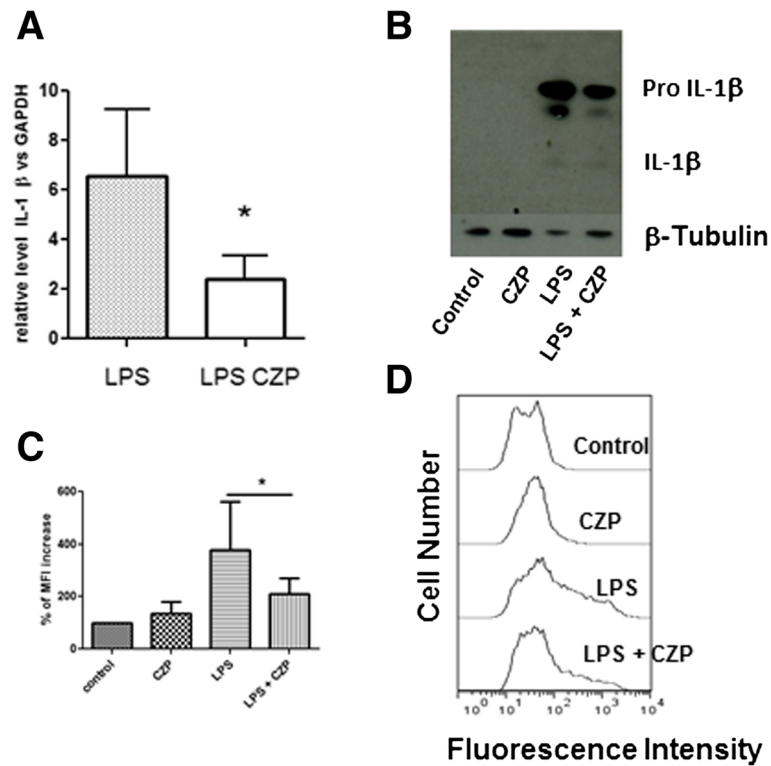 A
relative level IL-1 β vs GAPDH
10
8
6
4
2
0
*
LPS
LPS CZP
B
Pro IL-1β
IL-1β
β-Tubulin
Control
CZP
LPS
LPS + CZP
C
% of MFI increase
600
400
200
0
*
control
CZP
LPS
LPS + CZP
D
Cell Number
Control
CZP
LPS
LPS + CZP
10⁰ 10¹ 10² 10³ 10⁴
Fluorescence Intensity